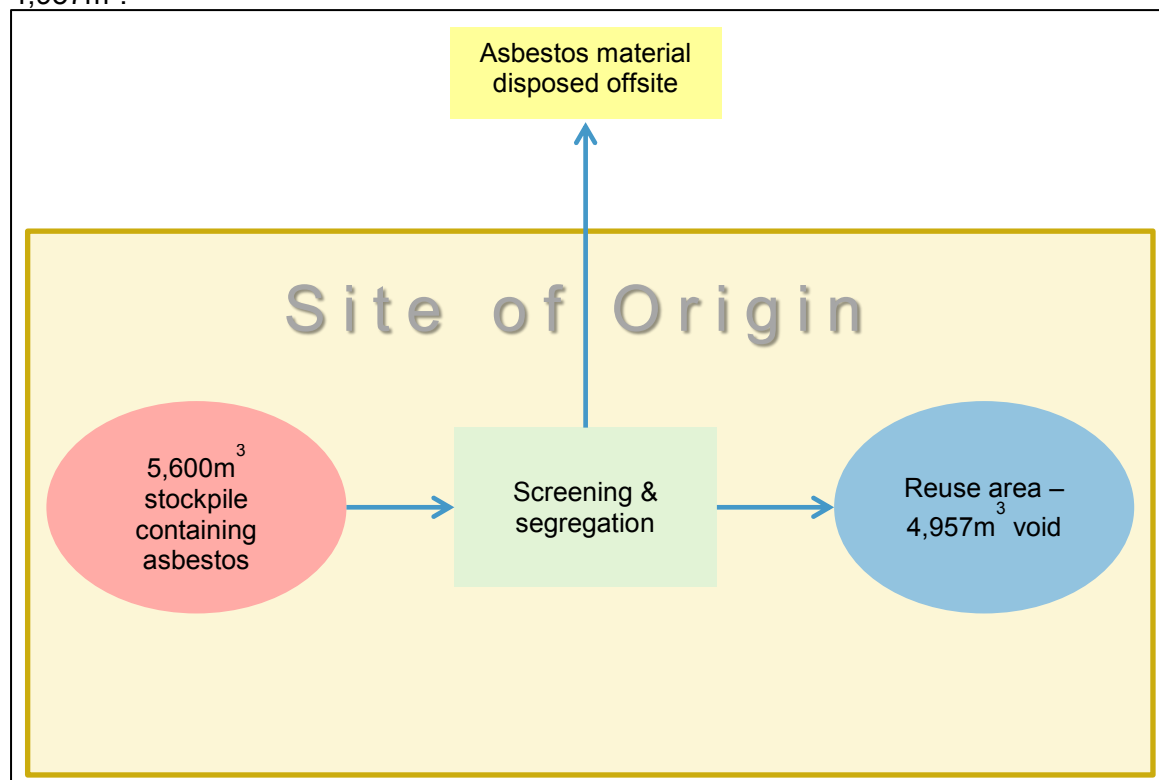 Asbestos material
disposed offsite
Site of Origin
5,600m³
stockpile
containing
asbestos
Screening &
segregation
Reuse area –
4,957m³ void